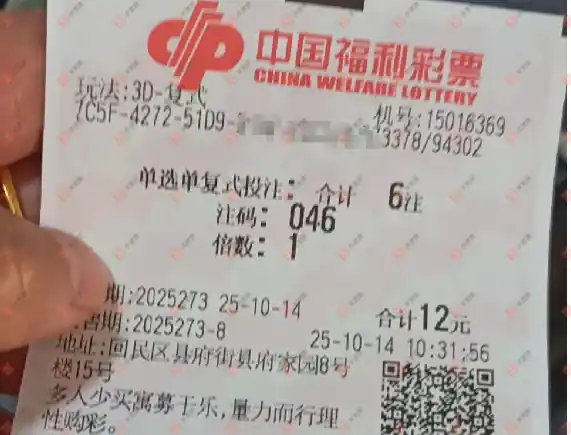 中国福利彩票
CHINA WELFARE LOTTERY
玩法:3D-复式
机号:15016369
7C5F-4272-51D9-
3378/94302
单选单复式投注: 合计 6注
注码: 046
倍数: 1
期:2025273 25-10-14
合计12元
期:2025273-8
25-10-14 10:31:56
地址:回民区县府街县府家园8号
楼15号
多人少买寓募于乐,量力而行理
性购彩。